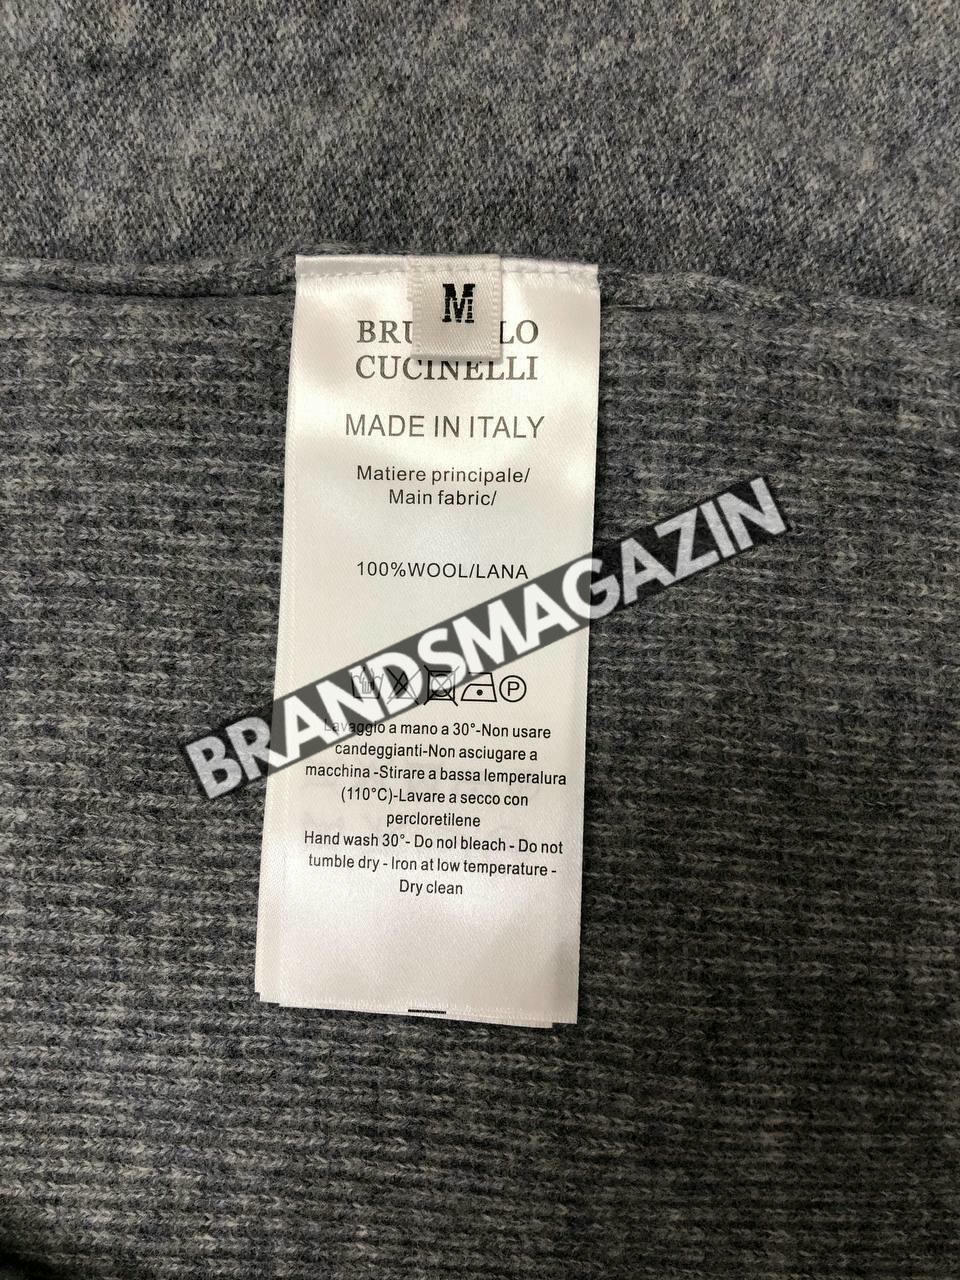 M
BRU LO
CUCINELLI
MADE IN ITALY
Matiere principale/
Main fabric/
100%WOOL/LANA
BRANDSMAGAZIN
P
Lavaggio a mano a 30°-Non usare
candeggianti-Non asciugare a
macchina -Stirare a bassa lemperalura
(110°C)-Lavare a secco con
percloretilene
Hand wash 30°- Do nol bleach - Do not
tumble dry - Iron at low temperature -
Dry clean